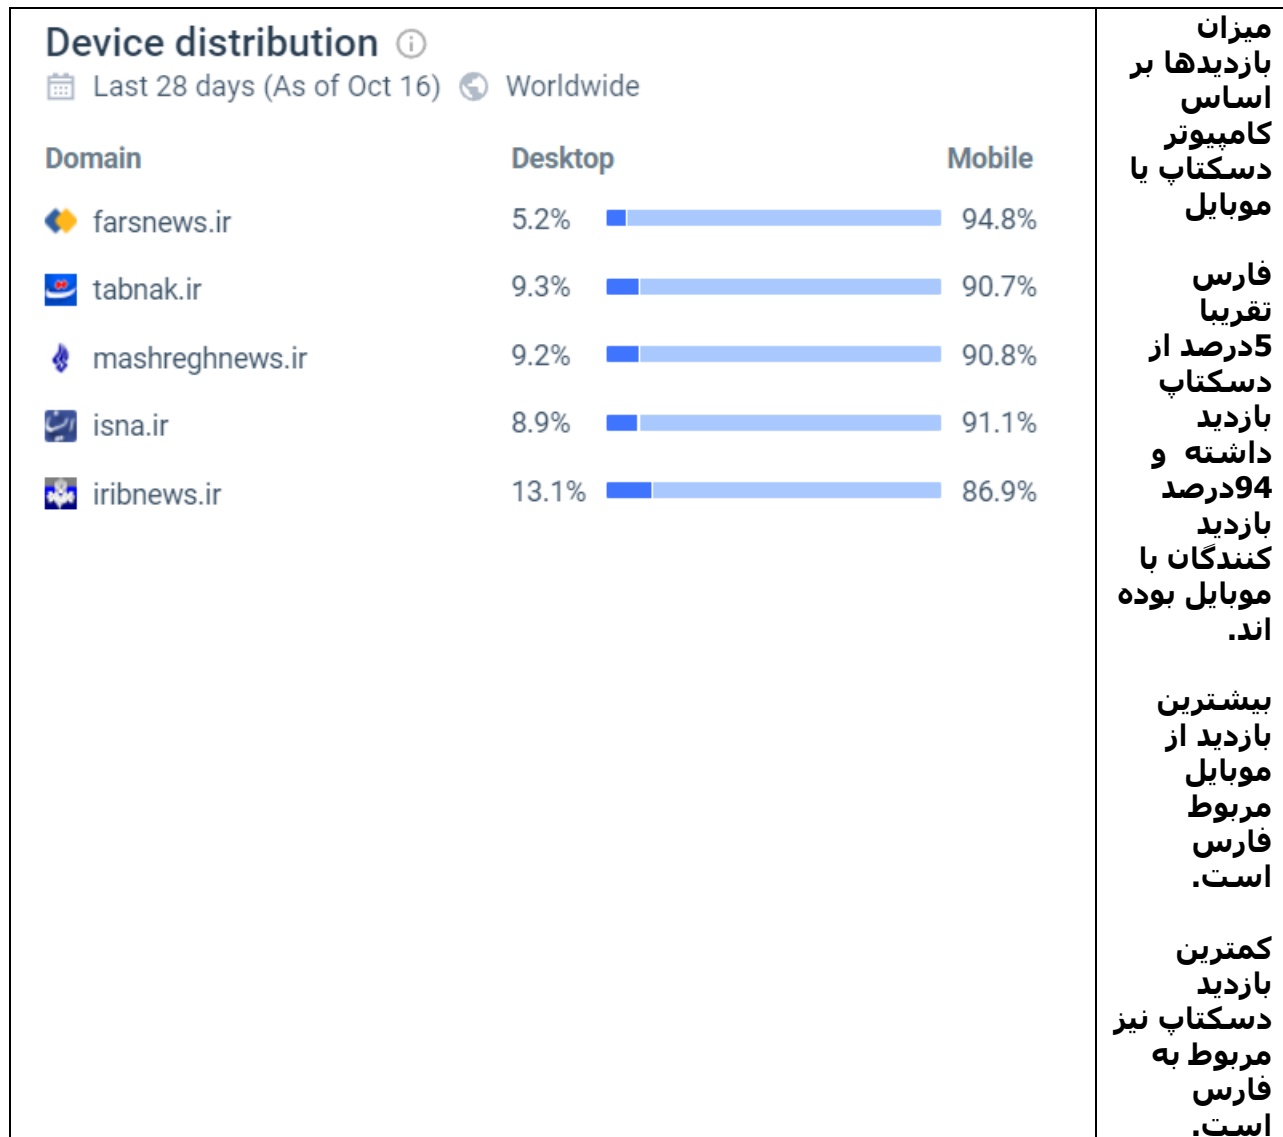 Device distribution
Last 28 days (As of Oct 16) Worldwide
Domain Desktop Mobile
farsnews.ir 5.2% 94.8%
tabnak.ir 9.3% 90.7%
mashreghnews.ir 9.2% 90.8%
isna.ir 8.9% 91.1%
iribnews.ir 13.1% 86.9%
میزان
بازدیدها بر
اساس
کامپیوتر
دسکتاپ یا
موبایل
فارس
تقریبا
5درصد از
دسکتاپ
بازدید
داشته و
94درصد
بازدید
کنندگان با
موبایل بوده
اند.
بیشترین
بازدید از
موبایل
مربوط
فارس
است.
کمترین
بازدید
دسکتاپ نیز
مربوط به
فارس
است.